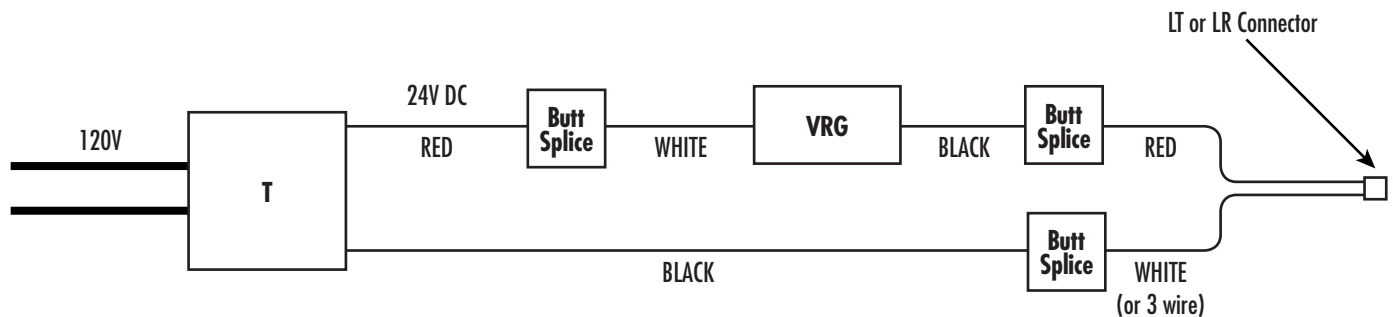 LT or LR Connector
24V DC
120V
Butt
Splice
VRG
Butt
Splice
RED
WHITE
BLACK
RED
T
Butt
Splice
BLACK
WHITE
(or 3 wire)